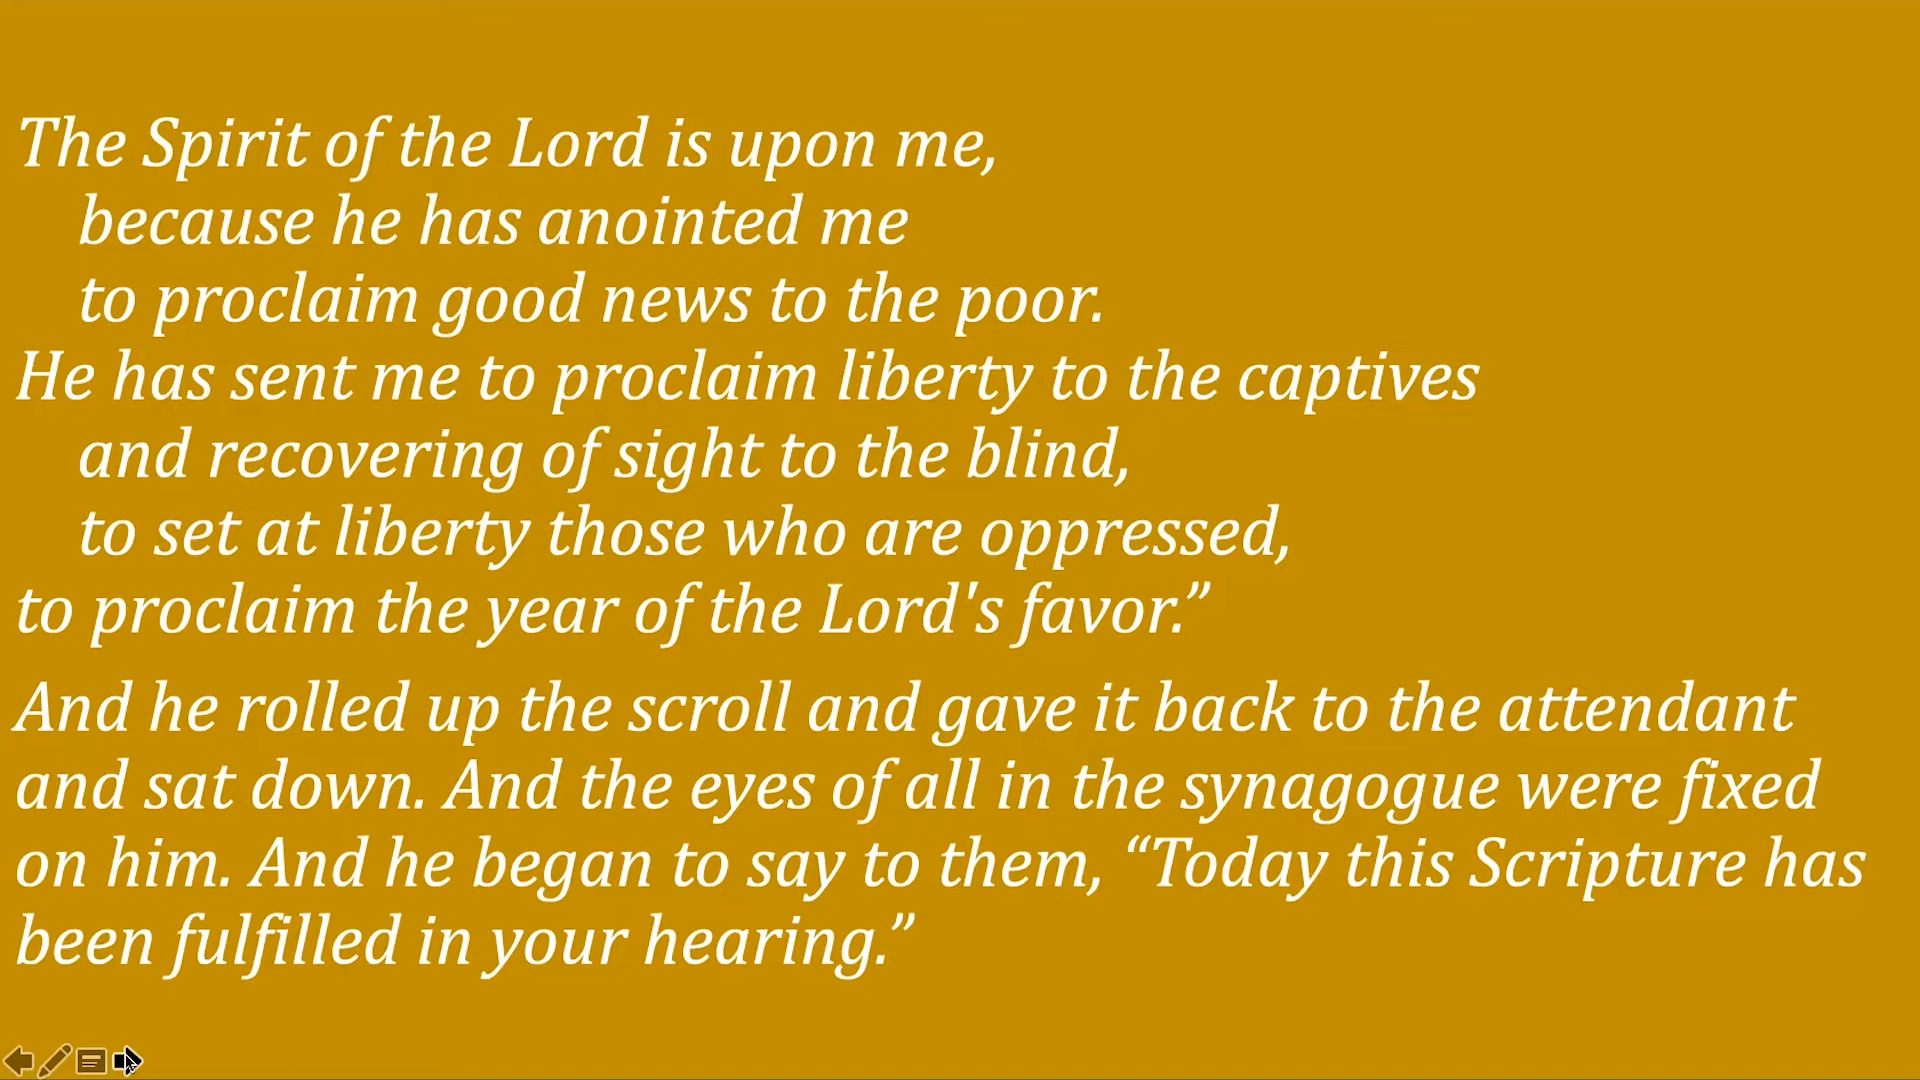 The Spirit of the Lord is upon me,
because he has anointed me
to proclaim good news to the poor.
He has sent me to proclaim liberty to the captives
and recovering of sight to the blind,
to set at liberty those who are oppressed,
to proclaim the year of the Lord's favor.”
And he rolled up the scroll and gave it back to the attendant
and sat down. And the eyes of all in the synagogue were fixed
on him. And he began to say to them, “Today this Scripture has
been fulfilled in your hearing.”